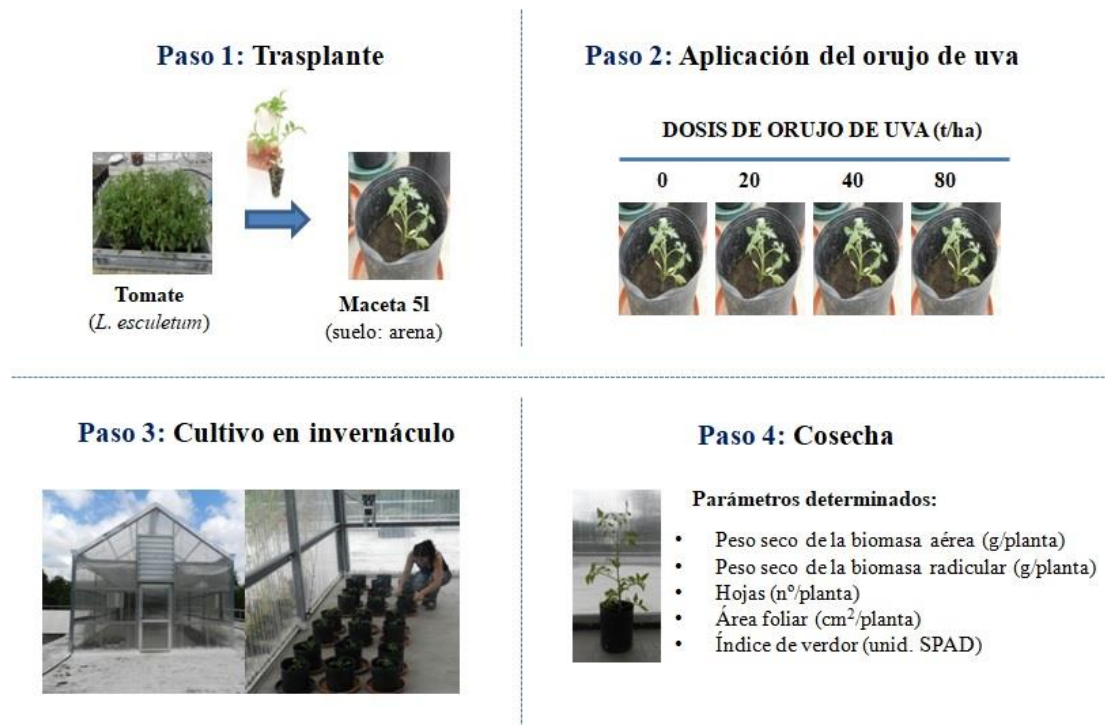 Paso 1: Trasplante
Tomate
(L. esculetum)
Maceta 5l
(suelo: arena)
Paso 2: Aplicación del orujo de uva
DOSIS DE ORUJO DE UVA (t/ha)
0 20 40 80
Paso 3: Cultivo en invernáculo
Paso 4: Cosecha
Parámetros determinados:
• Peso seco de la biomasa aérea (g/planta)
• Peso seco de la biomasa radicular (g/planta)
• Hojas (nº/planta)
• Área foliar (cm²/planta)
• Índice de verdor (unid. SPAD)